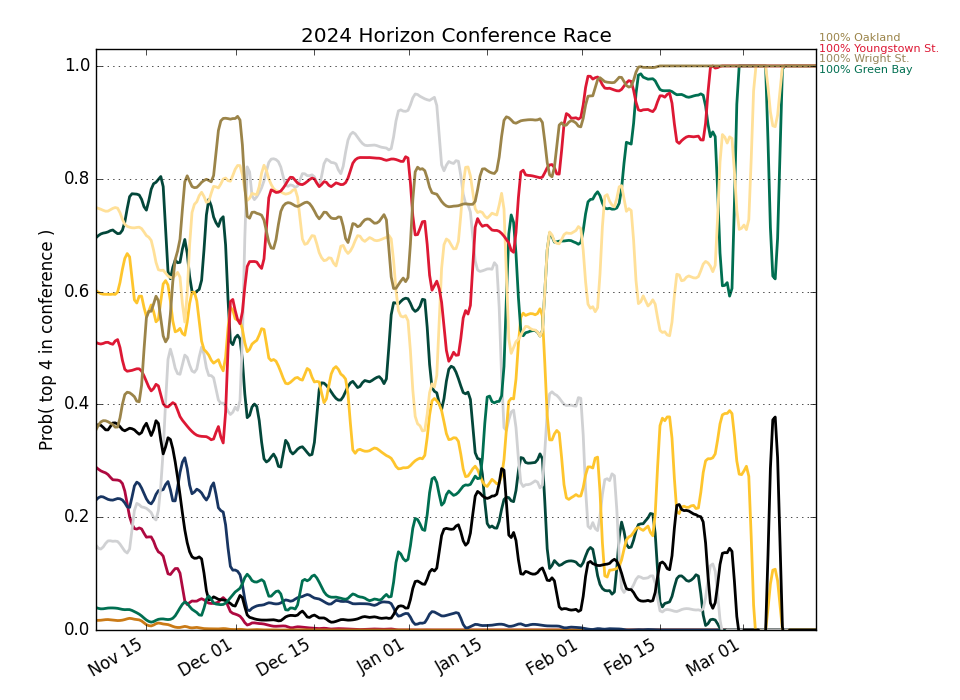 2024 Horizon Conference Race
100% Oakland
100% Youngstown St.
100% Wright St.
100% Green Bay
Prob( top 4 in conference )
1.0
0.8
0.6
0.4
0.2
0.0
Nov 15
Dec 01
Dec 15
Jan 01
Jan 15
Feb 01
Feb 15
Mar 01